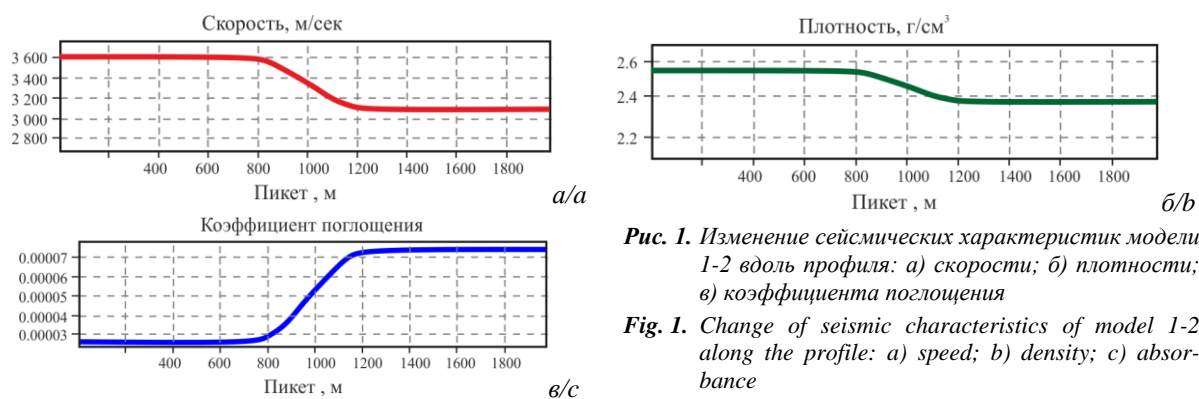 Скорость, м/сек
3 600
3 400
3 200
3 000
2 800
400 600 800 1000 1200 1400 1600 1800
Пикет , м
а/a
Плотность, г/см³
2.6
2.4
2.2
400 600 800 1000 1200 1400 1600 1800
Пикет , м
б/b
Коэффициент поглощения
0.00007
0.00006
0.00005
0.00004
0.00003
400 600 800 1000 1200 1400 1600 1800
Пикет , м
в/c
Рис. 1. Изменение сейсмических характеристик модели
1-2 вдоль профиля: а) скорости; б) плотности;
в) коэффициента поглощения
Fig. 1. Change of seismic characteristics of model 1-2
along the profile: a) speed; b) density; c) absor-
bance